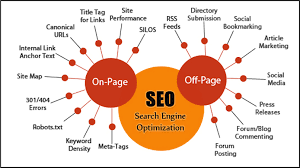 Title Tag
for Links
Site
Performance
Canonical
URLs
SILOS
Internal Link
Anchor Text
Site Map
301/404
Errors
Robots.txt
Keyword
Density
Meta-Tags
On-Page
SEO
Search Engine
Optimization
Off-Page
RSS
Feeds
Directory
Submission
Social
Bookmarking
Article
Marketing
Social
Media
Press
Releases
Forum/Blog
Commenting
Forum
Posting